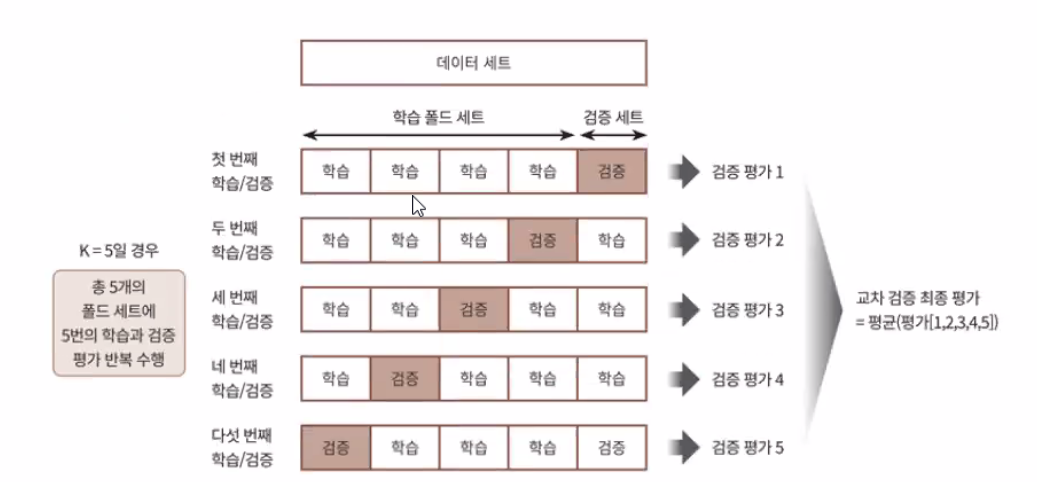 데이터 세트
학습 폴드 세트 검증 세트
첫 번째
학습/검증
학습 학습 학습 학습 검증
검증 평가 1
두 번째
학습/검증
학습 학습 학습 검증 학습
검증 평가 2
K = 5일 경우
총 5개의
폴드 세트에
5번의 학습과 검증
평가 반복 수행
세 번째
학습/검증
학습 학습 검증 학습 학습
검증 평가 3
교차 검증 최종 평가
= 평균(평가[1,2,3,4,5])
네 번째
학습/검증
학습 검증 학습 학습 학습
검증 평가 4
다섯 번째
학습/검증
검증 학습 학습 학습 검증
검증 평가 5